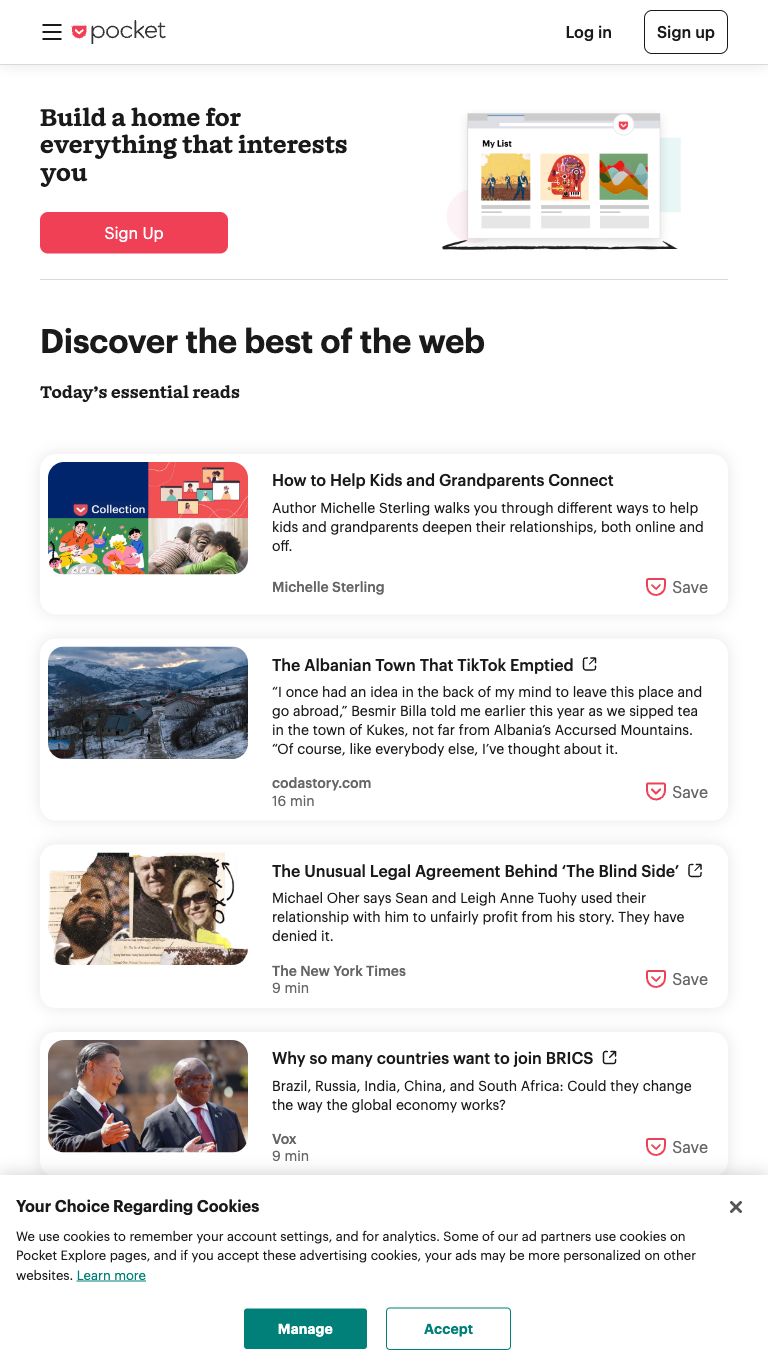 pocket
Log in
Sign up
Build a home for
everything that interests
you
Sign Up
My List
Discover the best of the web
Today’s essential reads
Collection
How to Help Kids and Grandparents Connect
Author Michelle Sterling walks you through different ways to help
kids and grandparents deepen their relationships, both online and
off.
Michelle Sterling
Save
The Albanian Town That TikTok Emptied
“I once had an idea in the back of my mind to leave this place and
go abroad,” Besmir Billa told me earlier this year as we sipped tea
in the town of Kukes, not far from Albania’s Accursed Mountains.
“Of course, like everybody else, I’ve thought about it.
codastory.com
16 min
Save
The Unusual Legal Agreement Behind ‘The Blind Side’
Michael Oher says Sean and Leigh Anne Tuohy used their
relationship with him to unfairly profit from his story. They have
denied it.
The New York Times
9 min
Save
Why so many countries want to join BRICS
Brazil, Russia, India, China, and South Africa: Could they change
the way the global economy works?
Vox
9 min
Save
Your Choice Regarding Cookies
We use cookies to remember your account settings, and for analytics. Some of our ad partners use cookies on
Pocket Explore pages, and if you accept these advertising cookies, your ads may be more personalized on other
websites. Learn more
Manage
Accept